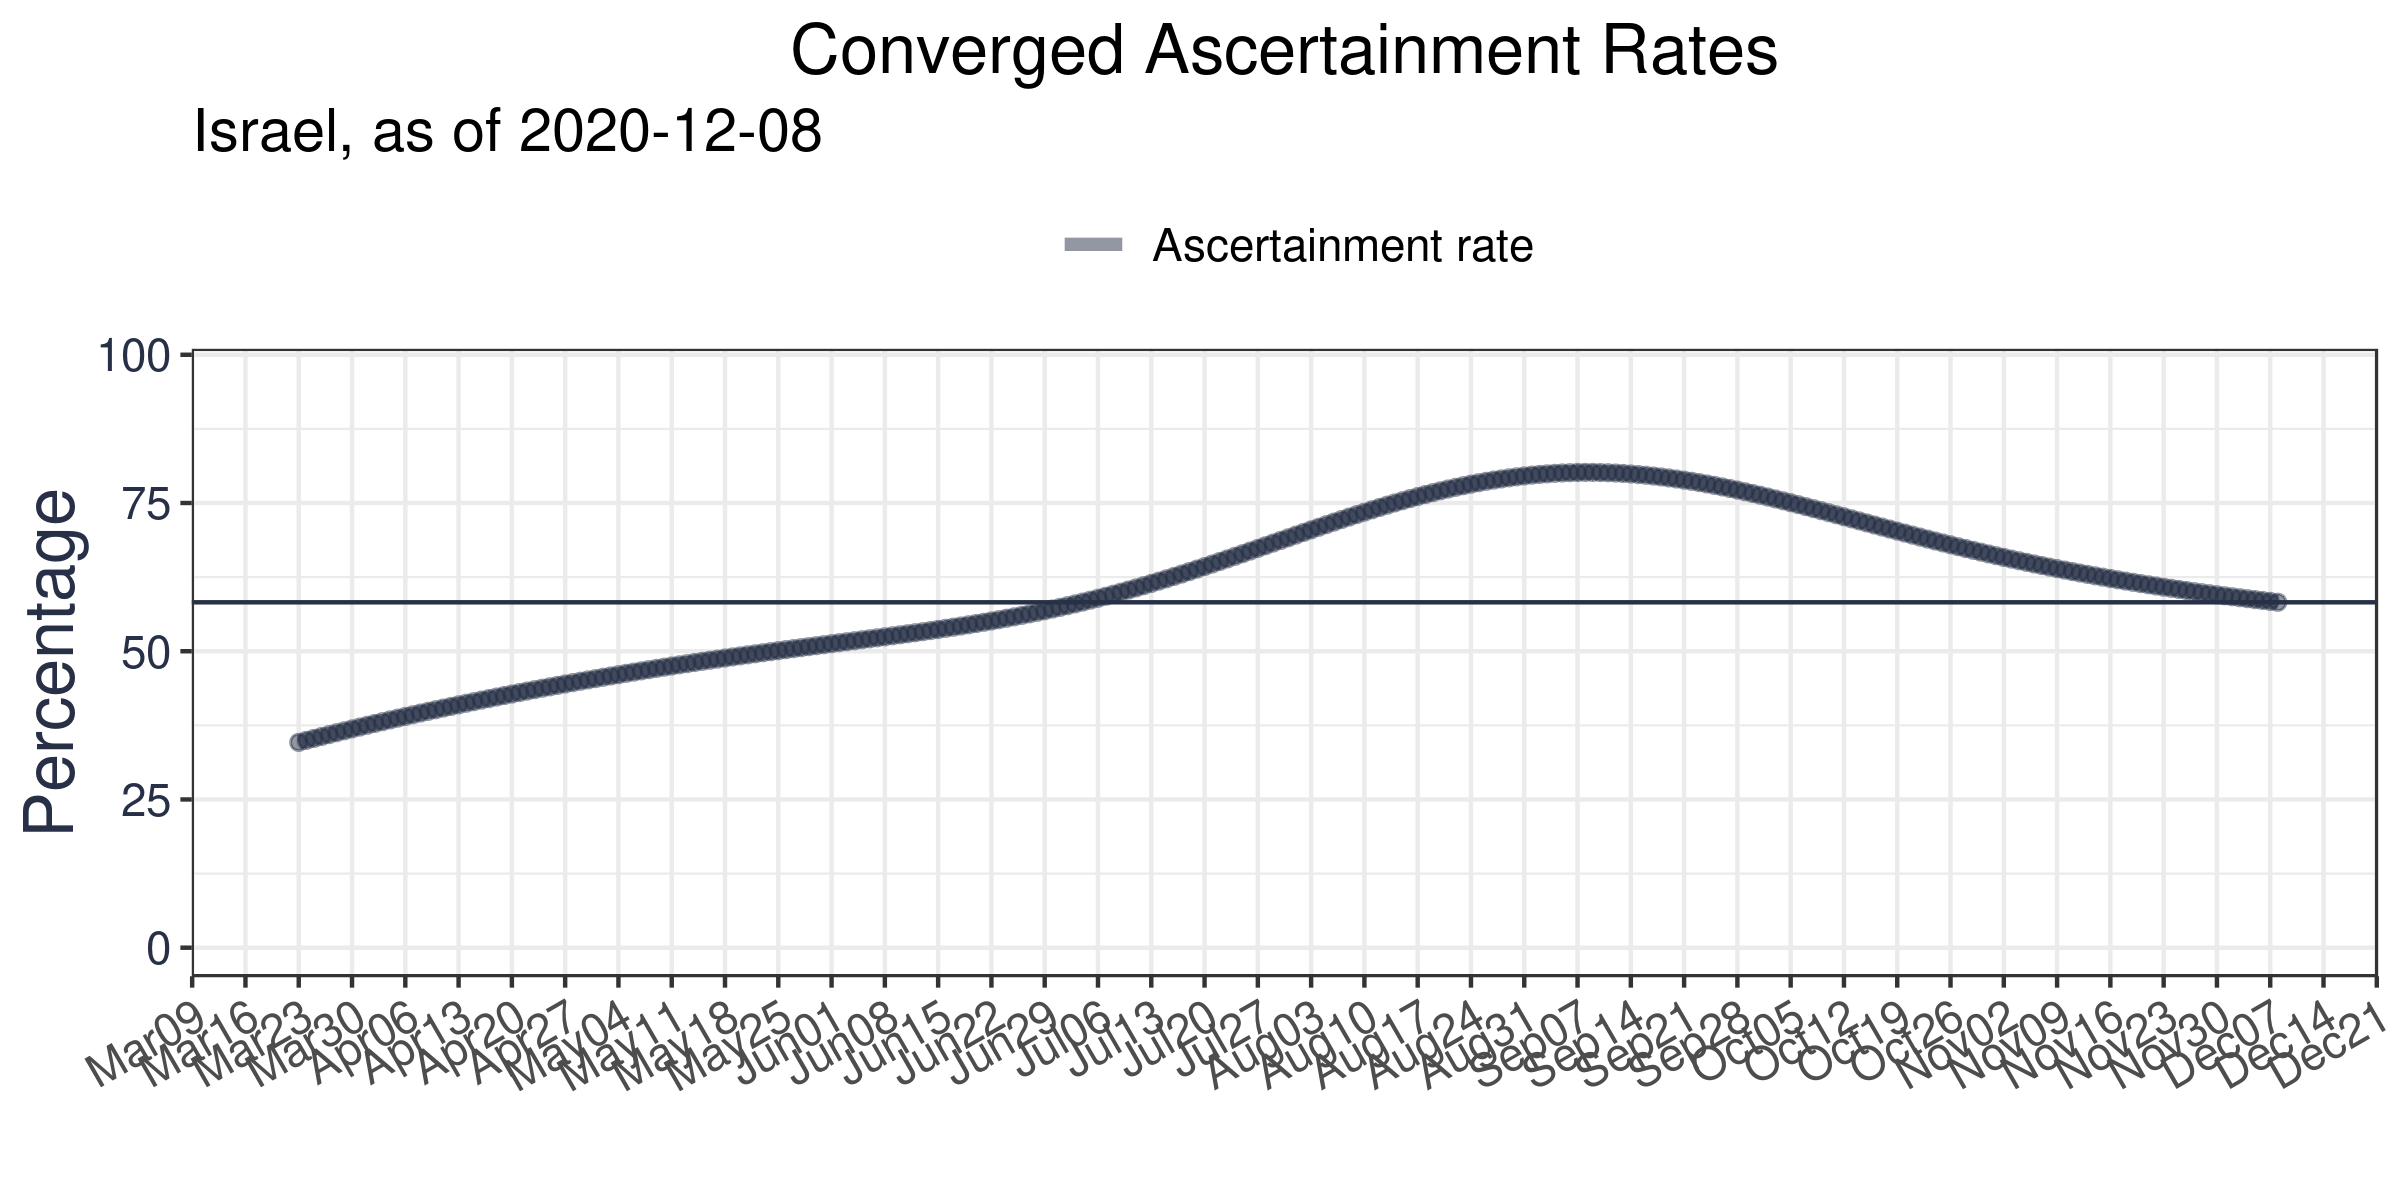 Converged Ascertainment Rates
Israel, as of 2020-12-08
Ascertainment rate
Percentage
100
75
50
25
0
Mar09
Mar16
Mar23
Mar30
Apr06
Apr13
Apr20
Apr27
May04
May11
May18
May25
Jun01
Jun08
Jun15
Jun22
Jun29
Jul06
Jul13
Jul20
Jul27
Aug03
Aug10
Aug17
Aug24
Aug31
Sep07
Sep14
Sep21
Sep28
Oct05
Oct12
Oct19
Oct26
Nov02
Nov09
Nov16
Nov23
Nov30
Dec07
Dec14
Dec21